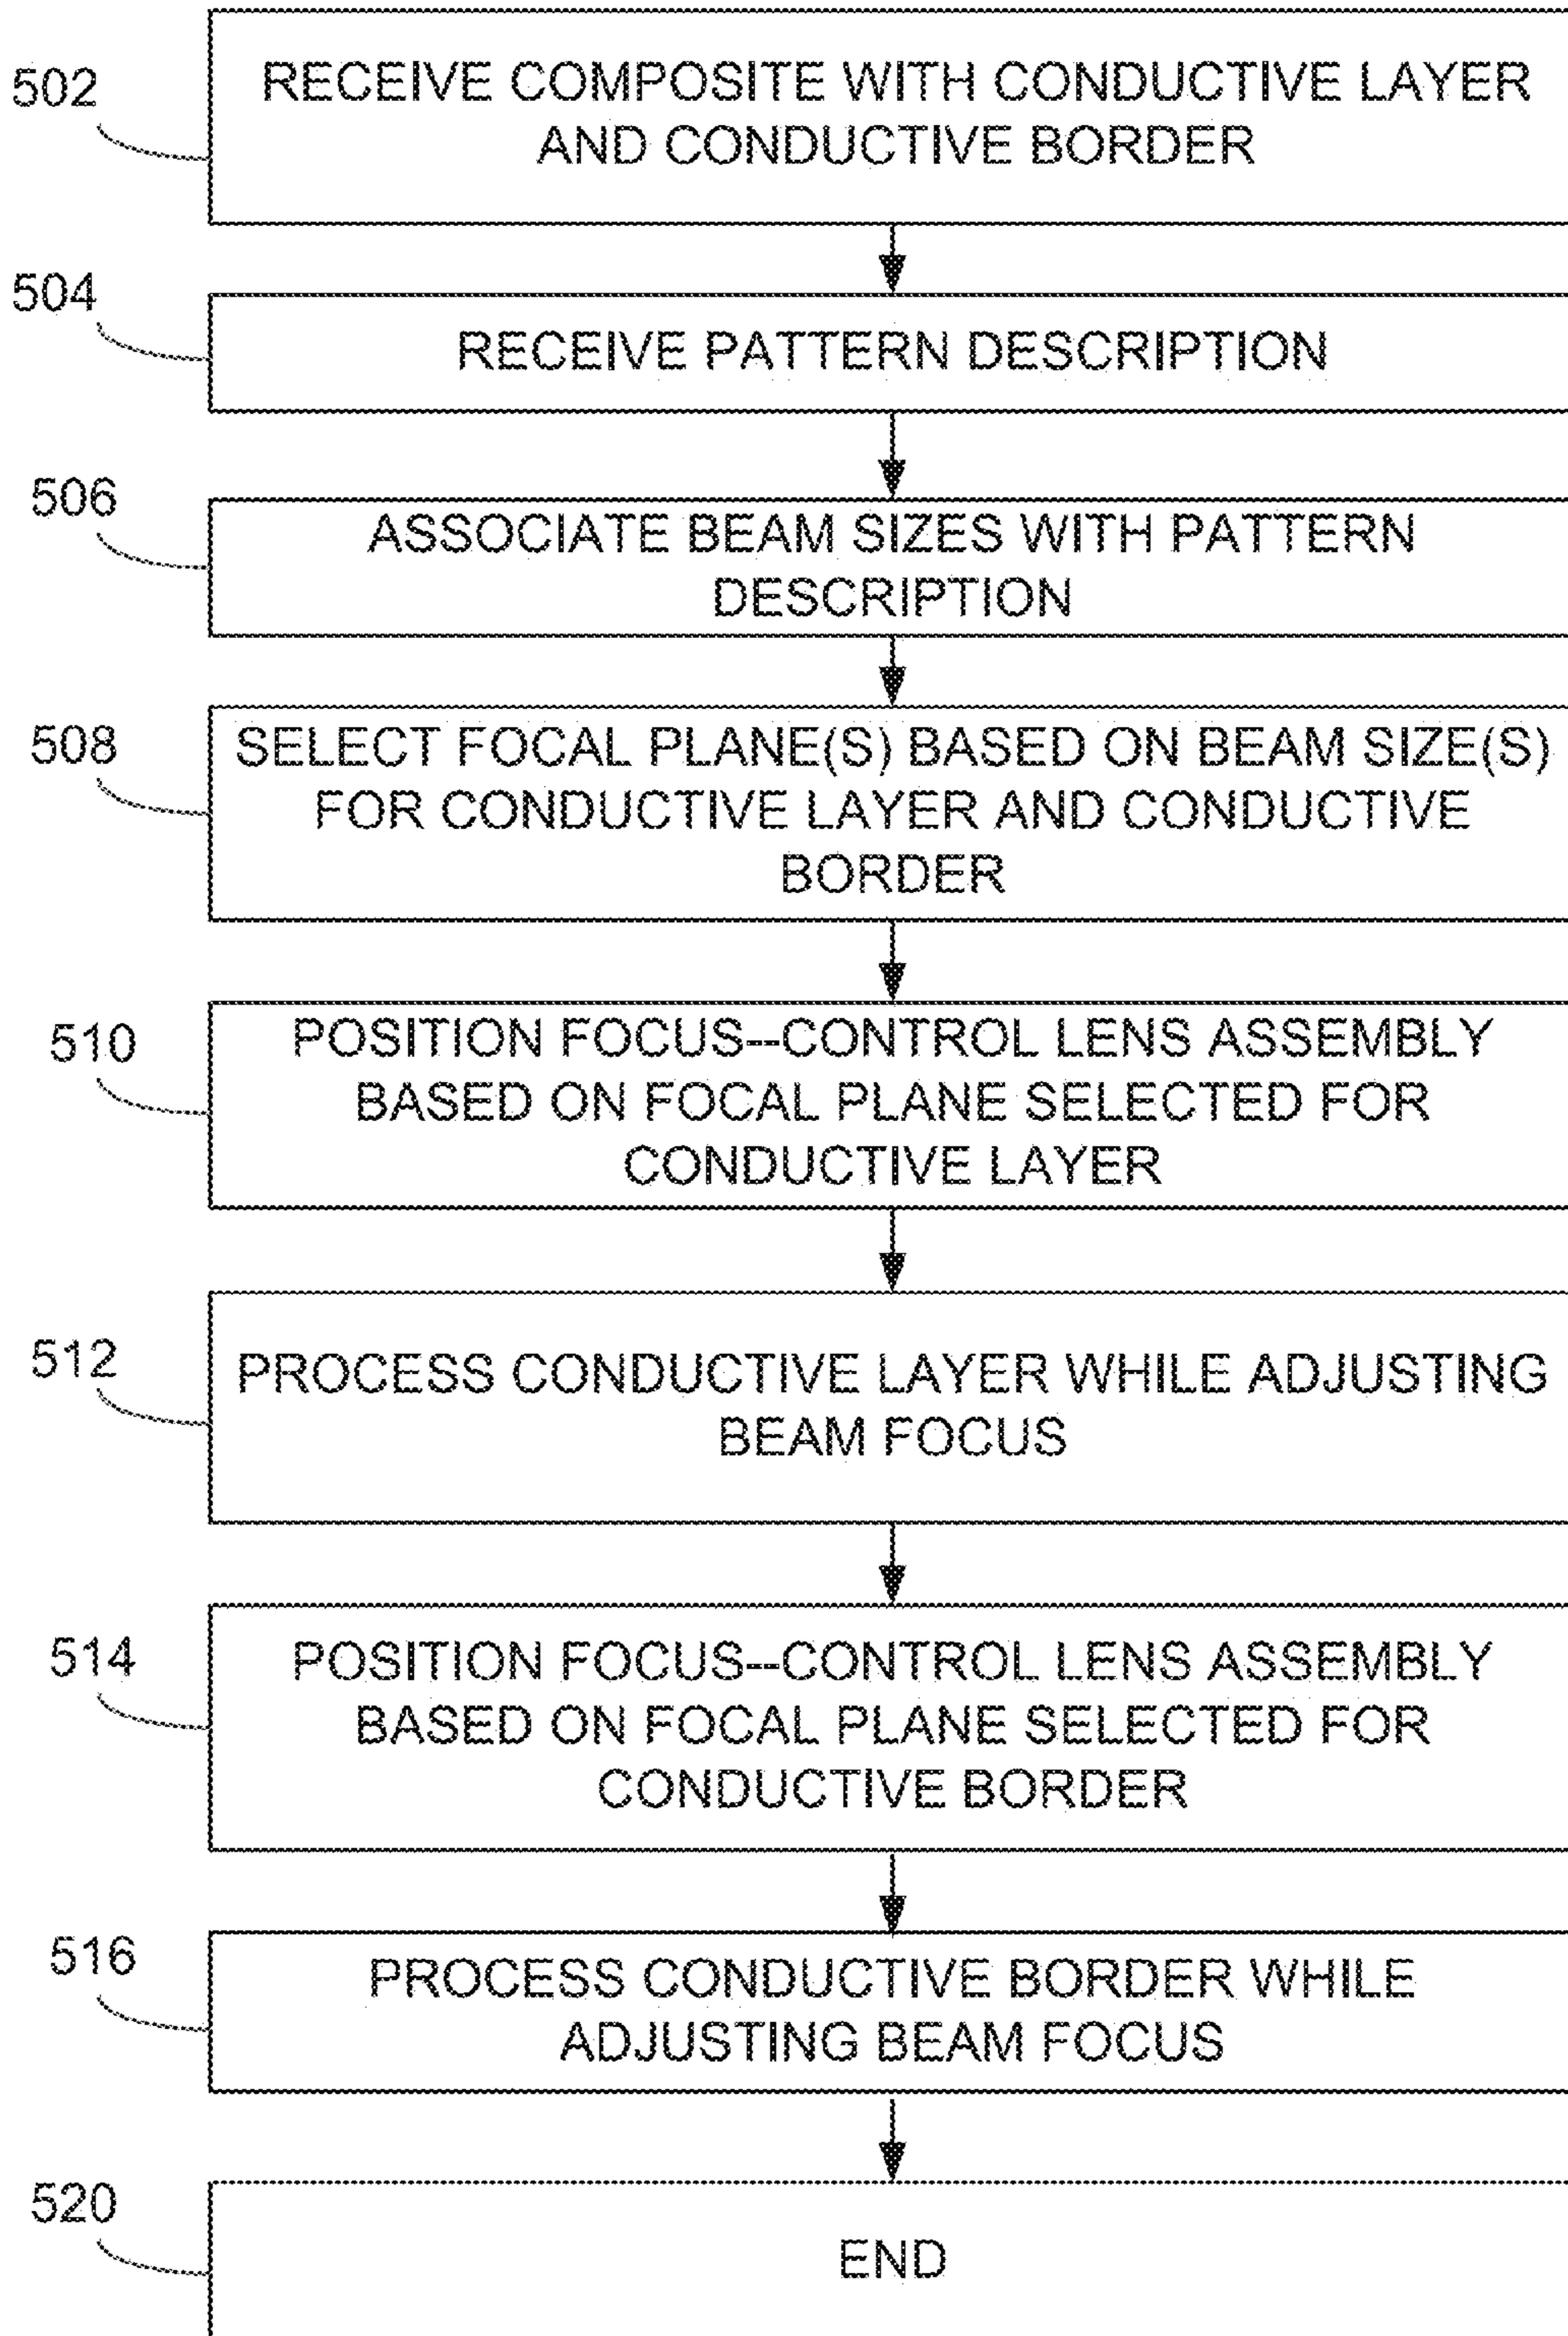 502
RECEIVE COMPOSITE WITH CONDUCTIVE LAYER
AND CONDUCTIVE BORDER
504
RECEIVE PATTERN DESCRIPTION
506
ASSOCIATE BEAM SIZES WITH PATTERN
DESCRIPTION
508
SELECT FOCAL PLANE(S) BASED ON BEAM SIZE(S)
FOR CONDUCTIVE LAYER AND CONDUCTIVE
BORDER
510
POSITION FOCUS--CONTROL LENS ASSEMBLY
BASED ON FOCAL PLANE SELECTED FOR
CONDUCTIVE LAYER
512
PROCESS CONDUCTIVE LAYER WHILE ADJUSTING
BEAM FOCUS
514
POSITION FOCUS--CONTROL LENS ASSEMBLY
BASED ON FOCAL PLANE SELECTED FOR
CONDUCTIVE BORDER
516
PROCESS CONDUCTIVE BORDER WHILE
ADJUSTING BEAM FOCUS
520
END